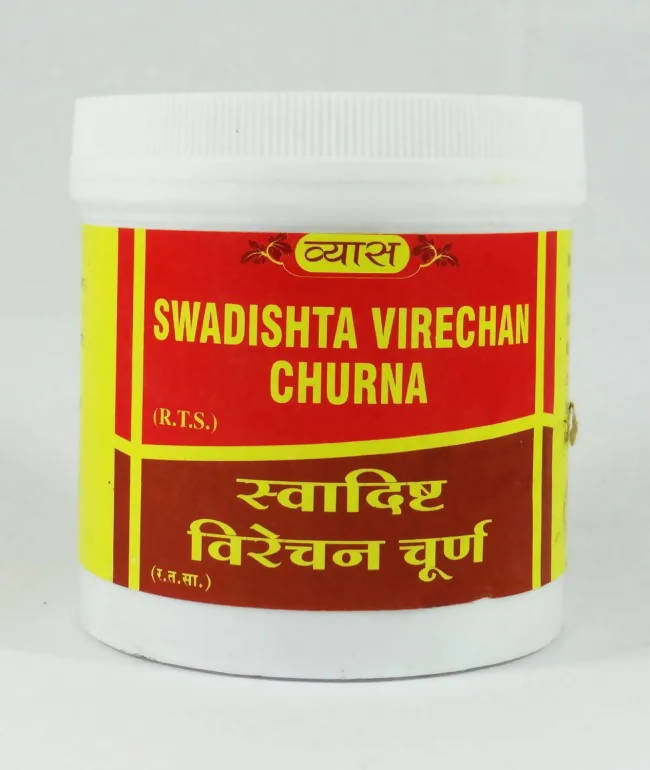 व्यास
SWADISHTA VIRECHAN
CHURNA
(R.T.S.)
स्वादिष्ट
विरेचन चूर्ण
(र.त.सा.)